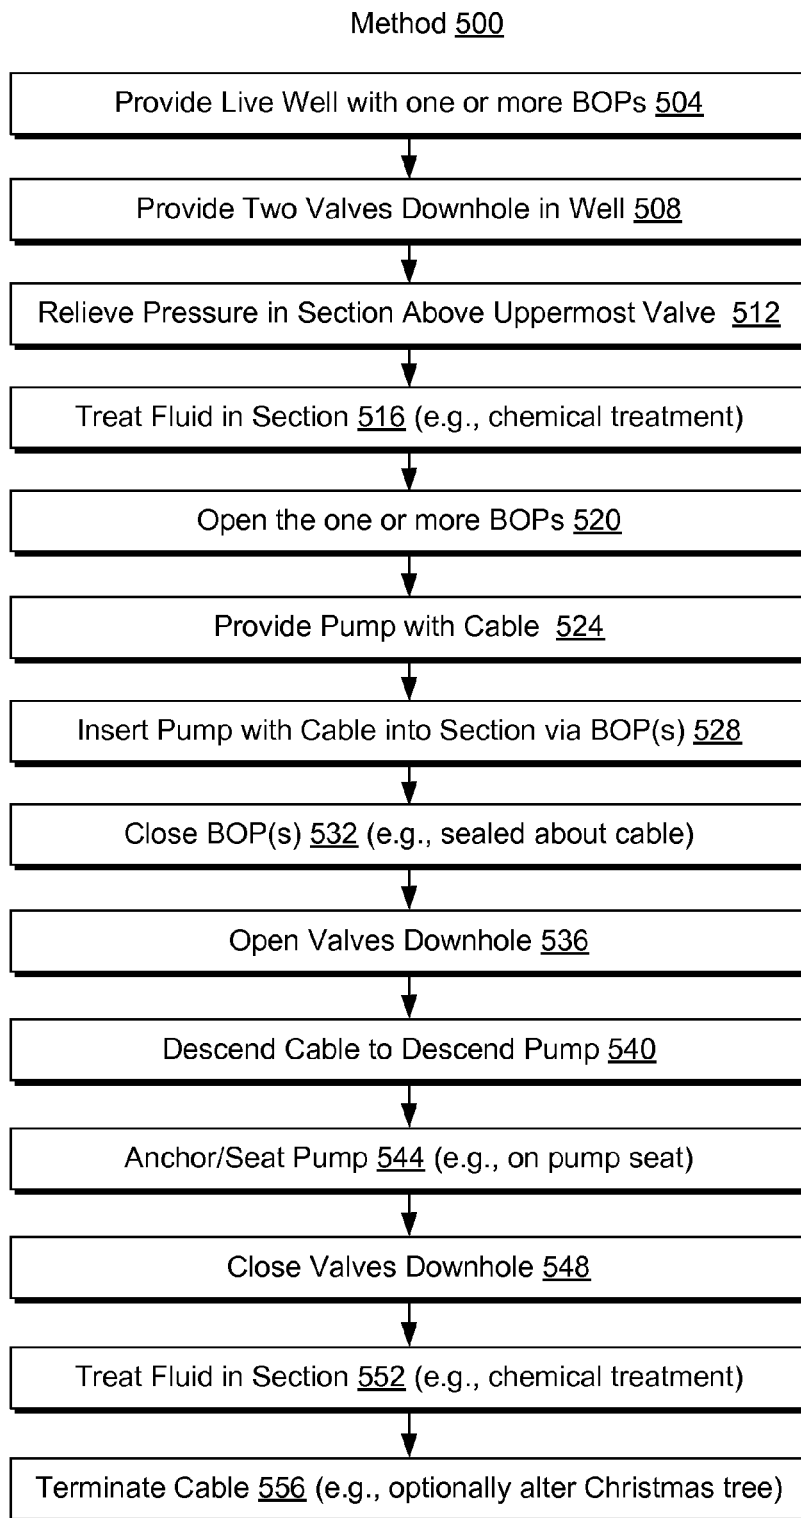 Method 500
Provide Live Well with one or more BOPs 504
Provide Two Valves Downhole in Well 508
Relieve Pressure in Section Above Uppermost Valve 512
Treat Fluid in Section 516 (e.g., chemical treatment)
Open the one or more BOPs 520
Provide Pump with Cable 524
Insert Pump with Cable into Section via BOP(s) 528
Close BOP(s) 532 (e.g., sealed about cable)
Open Valves Downhole 536
Descend Cable to Descend Pump 540
Anchor/Seat Pump 544 (e.g., on pump seat)
Close Valves Downhole 548
Treat Fluid in Section 552 (e.g., chemical treatment)
Terminate Cable 556 (e.g., optionally alter Christmas tree)